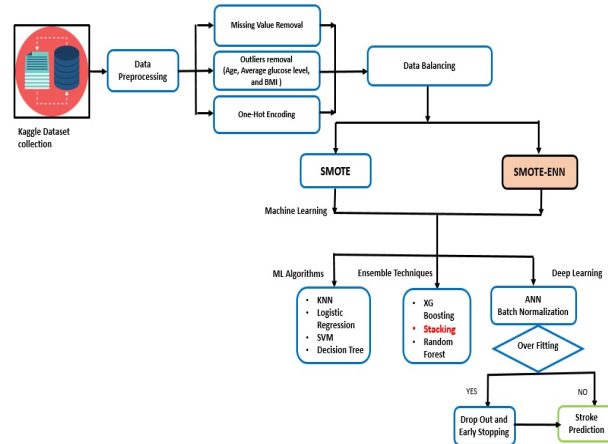 Missing Value Removal
Data
Preprocessing
Outliers removal
(Age, Average glucose level,
and BMI )
Data Balancing
One-Hot Encoding
Kaggle Dataset
collection
SMOTE
SMOTE-ENN
Machine Learning
ML Algorithms
Ensemble Techniques
Deep Learning
• KNN
• Logistic
Regression
• SVM
• Decision Tree
• XG
Boosting
• Stacking
• Random
Forest
ANN
Batch Normalization
Over Fitting
YES
NO
Drop Out and
Early Stopping
Stroke
Prediction